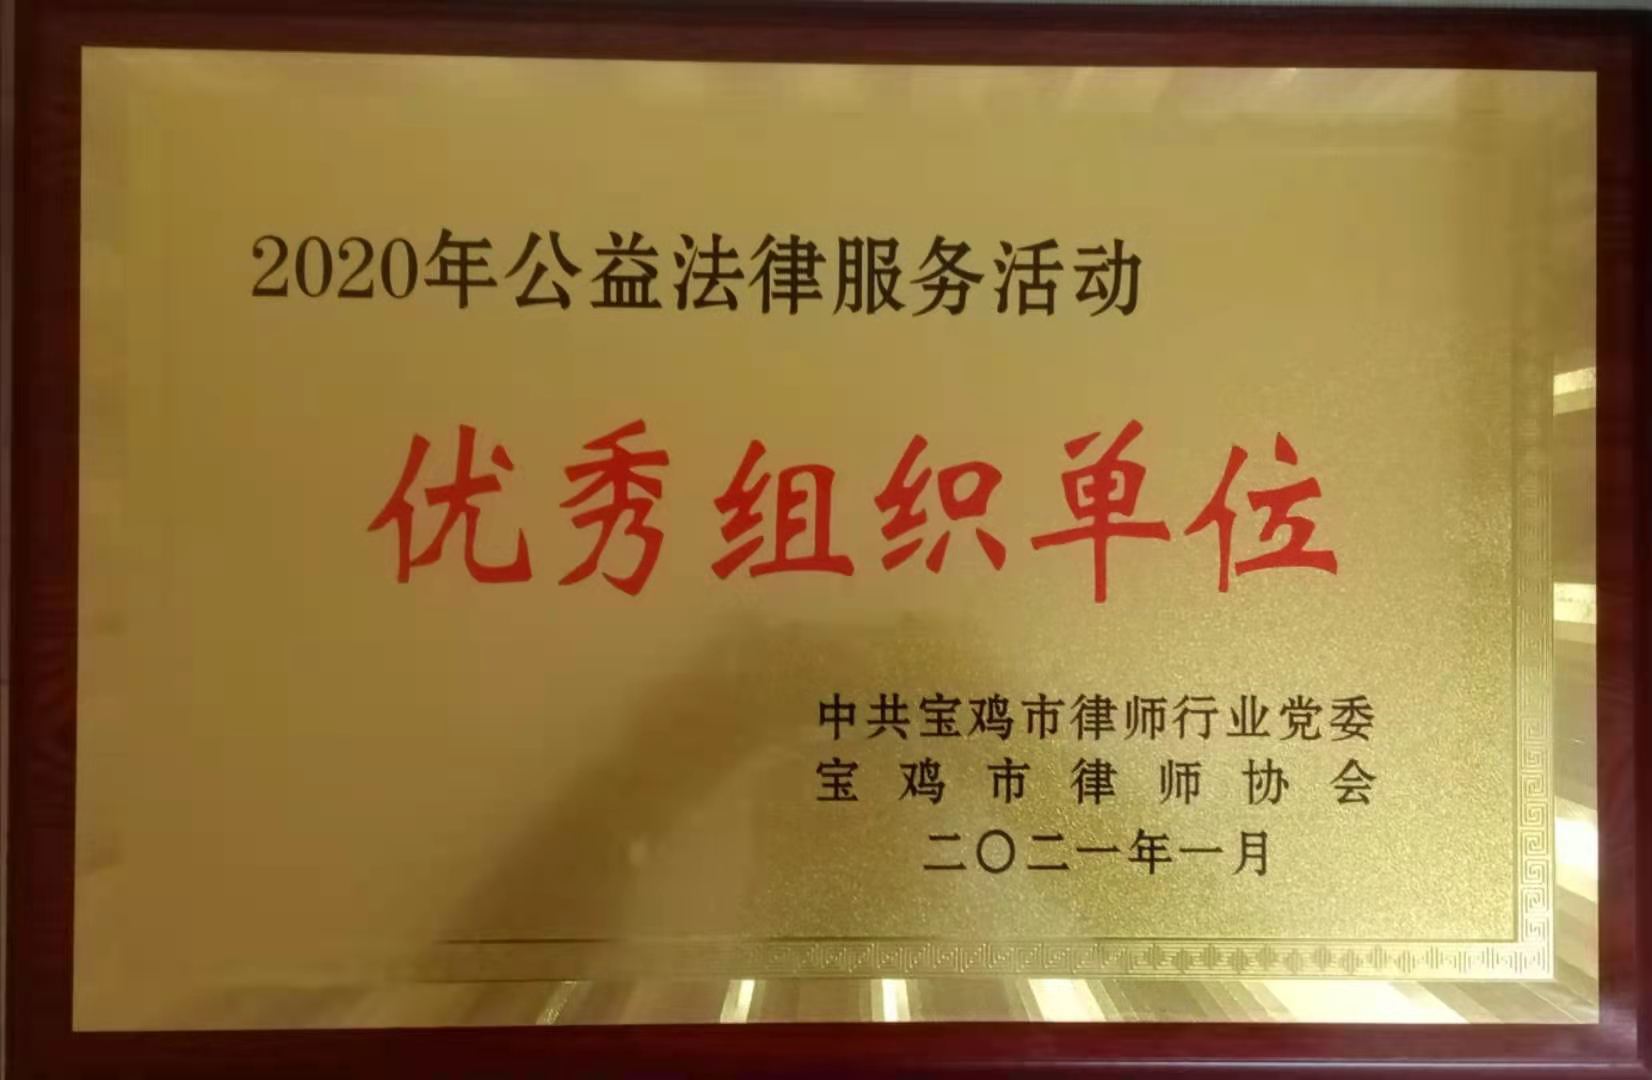 2020年公益法律服务活动
优秀组织单位
中共宝鸡市律师行业党委
宝鸡市律师协会
二〇二一年一月